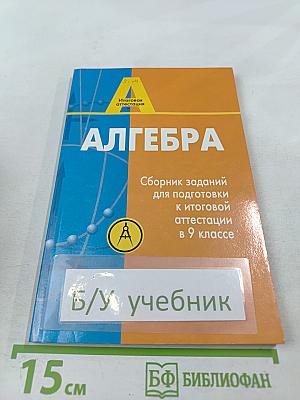 А
Итоговая
аттестация
АЛГЕБРА
Сборник заданий
для подготовки
к итоговой
аттестации
в 9 классе
Б/У учебник
15 см
БФ БИБЛИОФАН